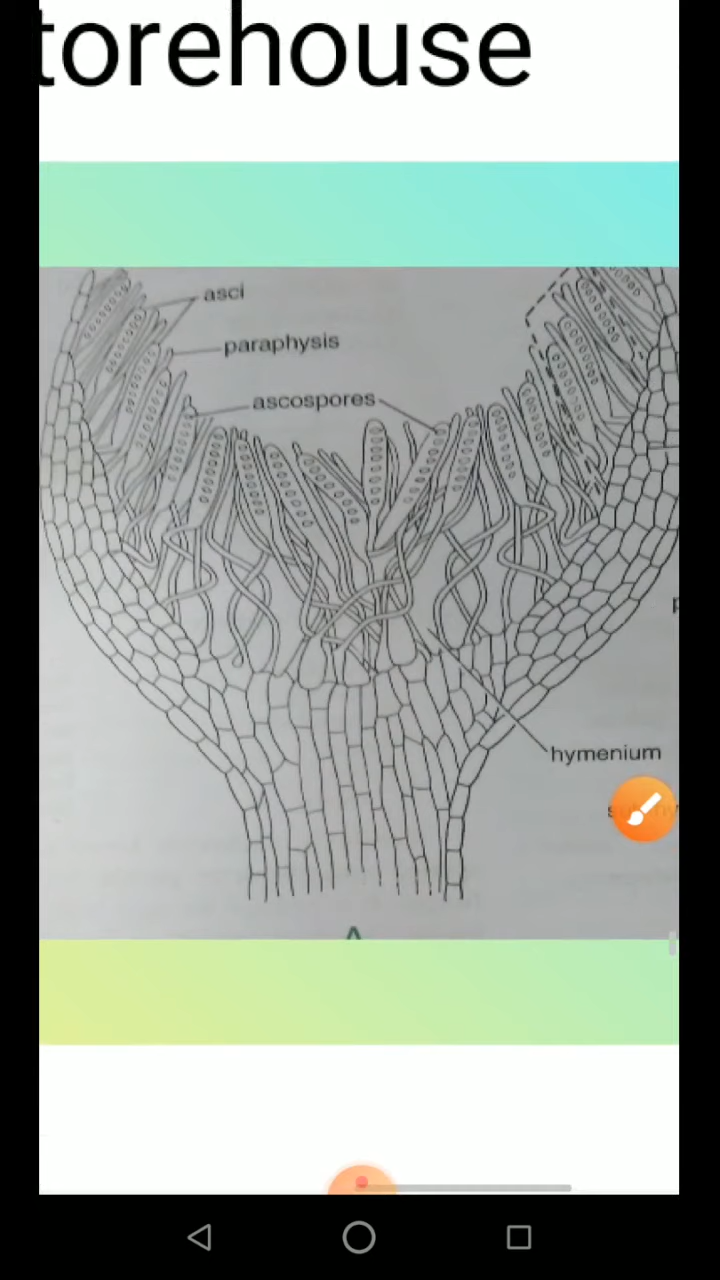 torehouse
asci
paraphysis
ascospores
hymenium
A